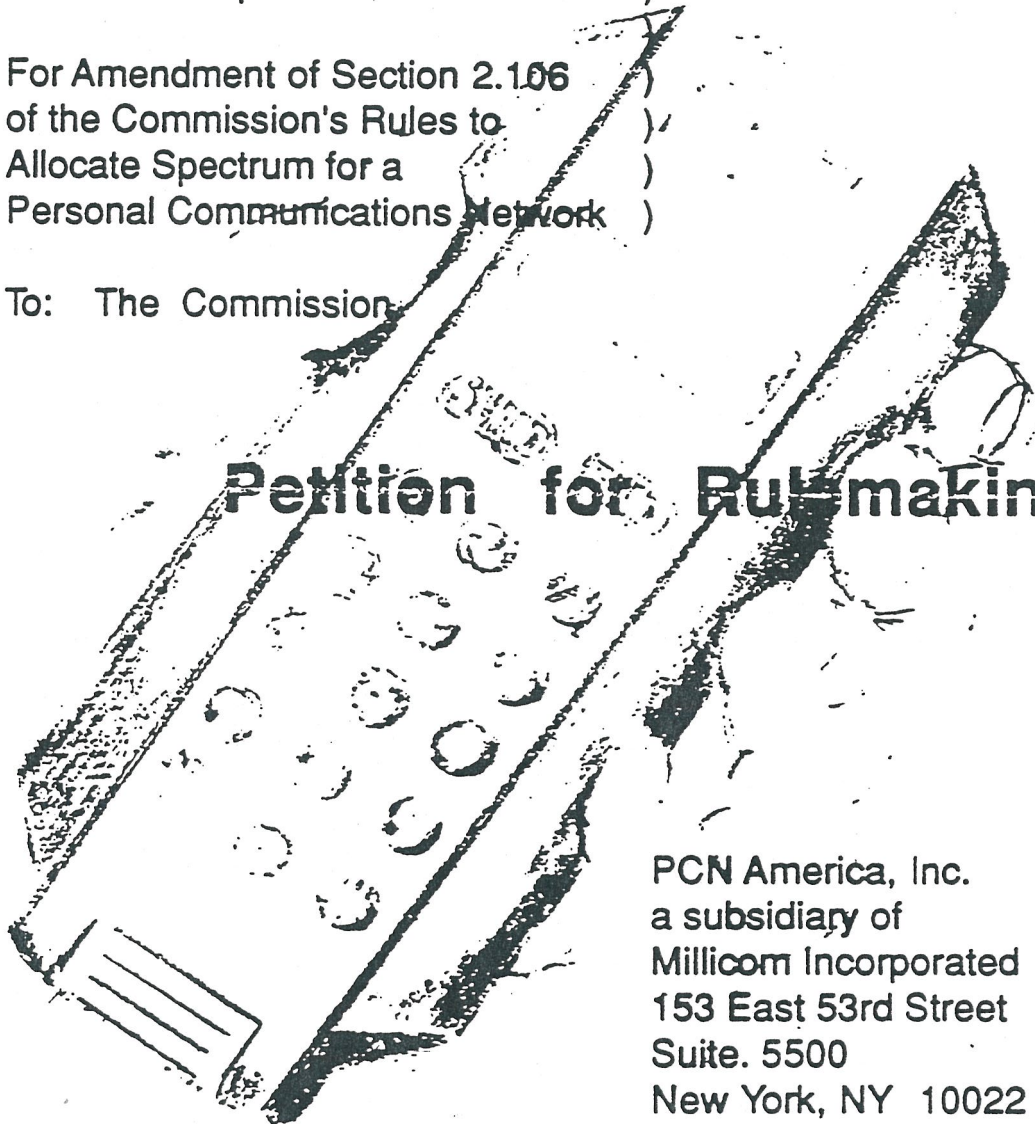 For Amendment of Section 2.106 )
of the Commission's Rules to )
Allocate Spectrum for a )
Personal Communications Network )
To: The Commission
Petition for Rulemakin
PCN America, Inc.
a subsidiary of
Millicom Incorporated
153 East 53rd Street
Suite. 5500
New York, NY 10022